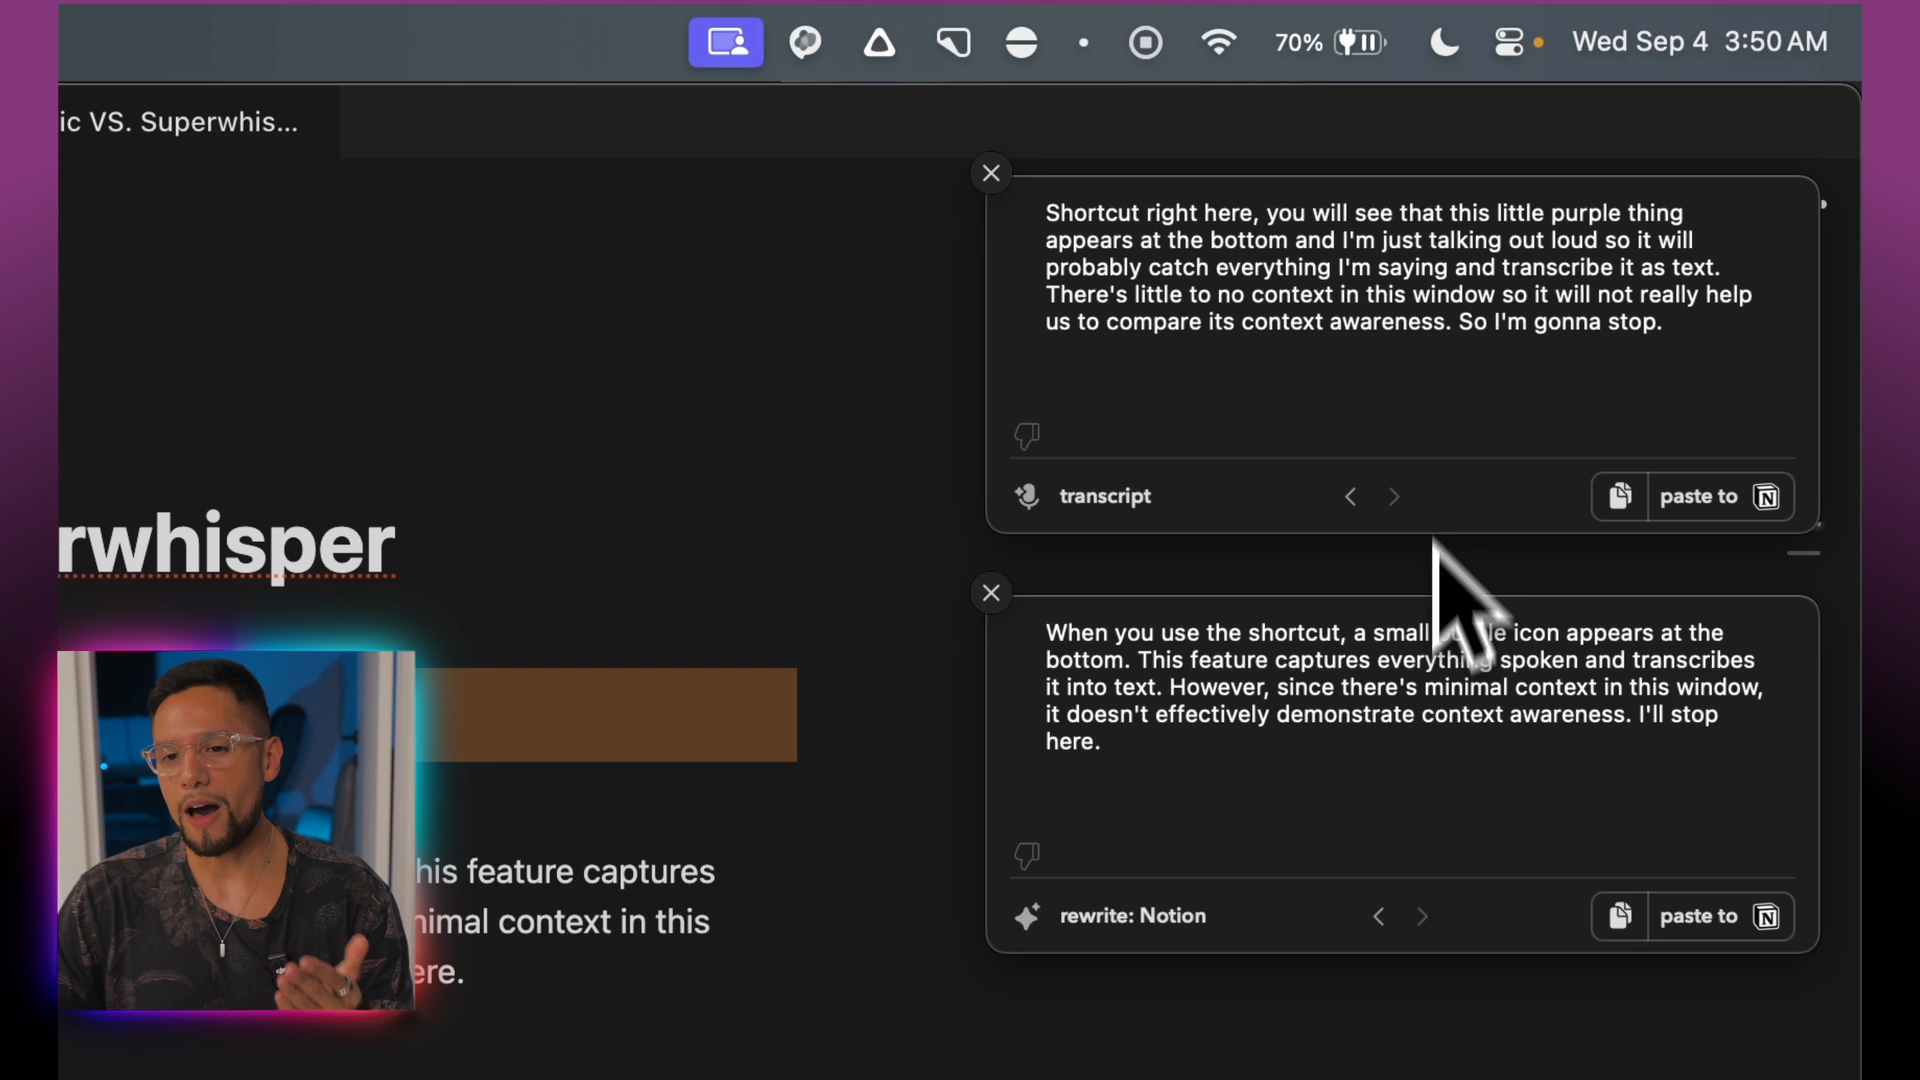 70%
Wed Sep 4 3:50 AM
ic VS. Superwhis...
Shortcut right here, you will see that this little purple thing
appears at the bottom and I'm just talking out loud so it will
probably catch everything I'm saying and transcribe it as text.
There's little to no context in this window so it will not really help
us to compare its context awareness. So I'm gonna stop.
transcript
paste to
rwhisper
When you use the shortcut, a small icon appears at the
bottom. This feature captures everything spoken and transcribes
it into text. However, since there's minimal context in this window,
it doesn't effectively demonstrate context awareness. I'll stop
here.
rewrite: Notion
paste to
his feature captures
nimal context in this
ere.